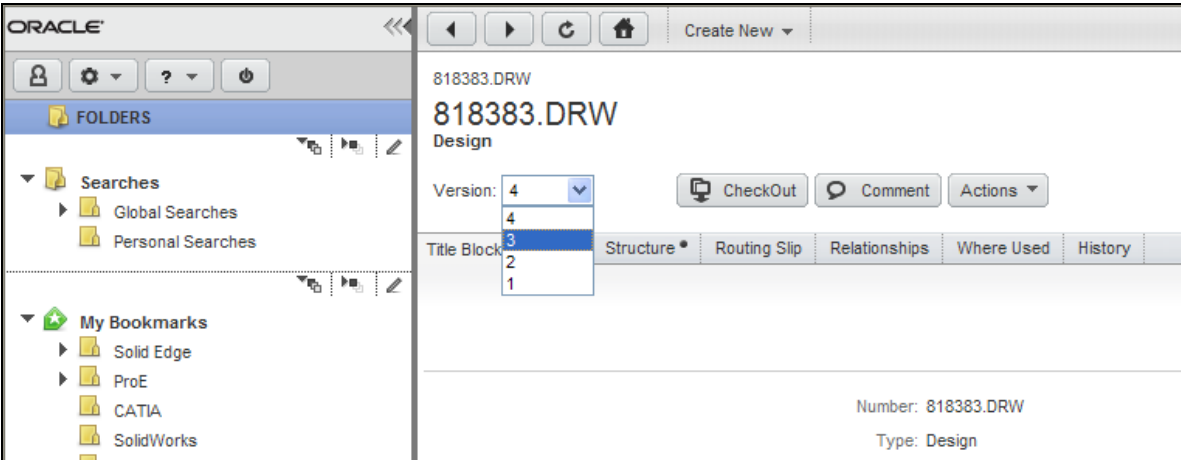 ORACLE
Create New
?
FOLDERS
Searches
Global Searches
Personal Searches
My Bookmarks
Solid Edge
ProE
CATIA
SolidWorks
818383.DRW
818383.DRW
Design
Version: 4
CheckOut Comment Actions
4
3
2
1
Title Block Structure Routing Slip Relationships Where Used History
Number: 818383.DRW
Type: Design